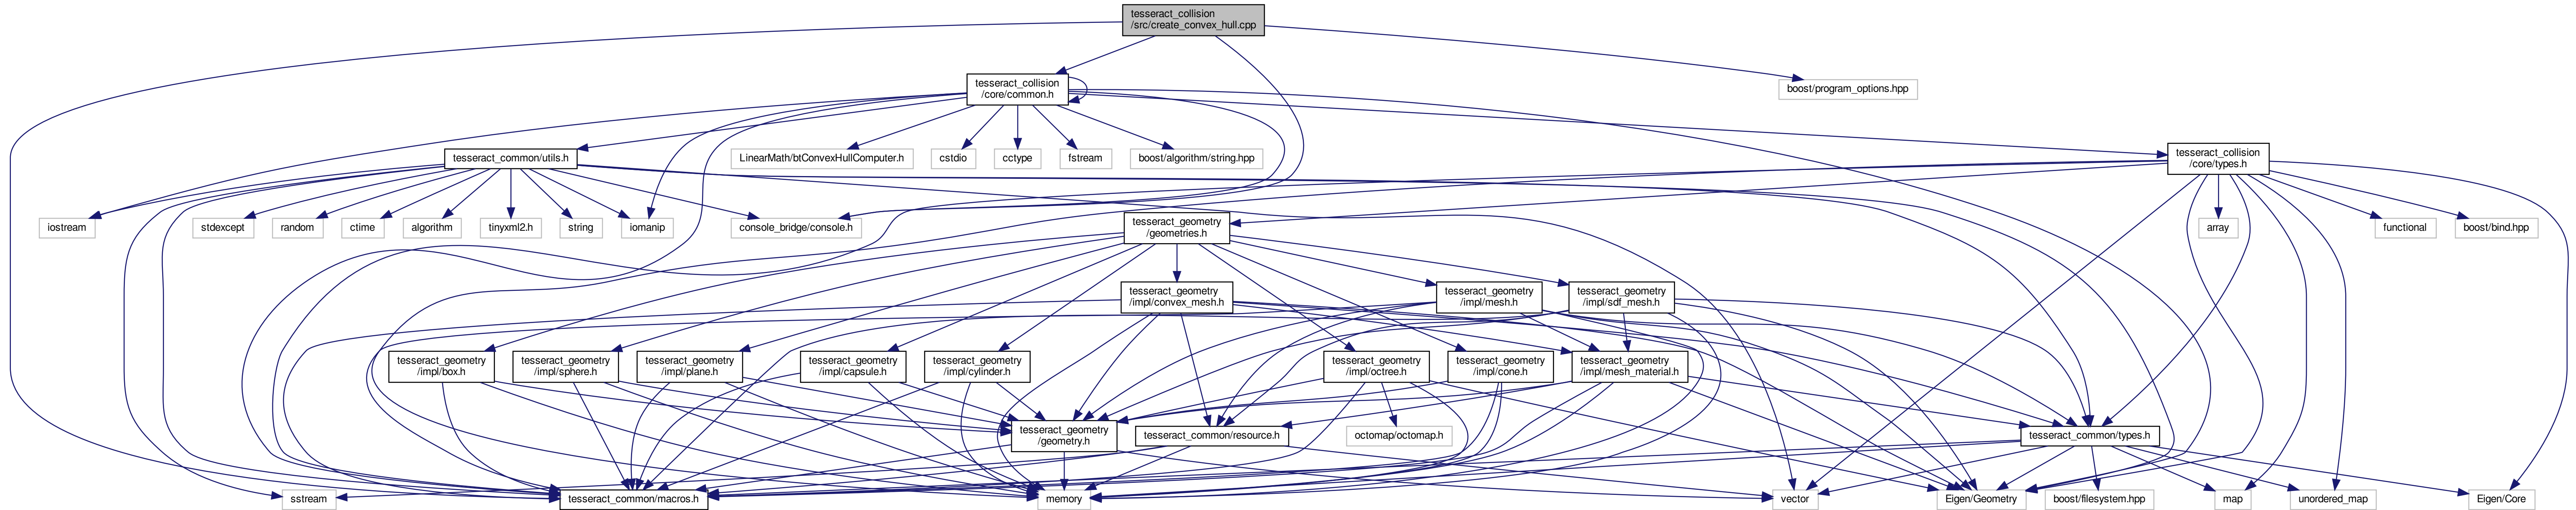 tesseract_collision
/src/create_convex_hull.cpp
tesseract_collision
/core/common.h
boost/program_options.hpp
tesseract_common/utils.h
LinearMath/btConvexHullComputer.h
cstdio
cctype
fstream
boost/algorithm/string.hpp
tesseract_collision
/core/types.h
iostream
stdexcept
random
ctime
algorithm
tinyxml2.h
string
iomanip
console_bridge/console.h
tesseract_geometry
/geometries.h
array
functional
boost/bind.hpp
tesseract_geometry
/impl/convex_mesh.h
tesseract_geometry
/impl/mesh.h
tesseract_geometry
/impl/sdf_mesh.h
tesseract_geometry
/impl/box.h
tesseract_geometry
/impl/sphere.h
tesseract_geometry
/impl/plane.h
tesseract_geometry
/impl/capsule.h
tesseract_geometry
/impl/cylinder.h
tesseract_geometry
/impl/octree.h
tesseract_geometry
/impl/cone.h
tesseract_geometry
/impl/mesh_material.h
tesseract_geometry
/geometry.h
tesseract_common/resource.h
octomap/octomap.h
tesseract_common/types.h
sstream
tesseract_common/macros.h
memory
vector
Eigen/Geometry
boost/filesystem.hpp
map
unordered_map
Eigen/Core